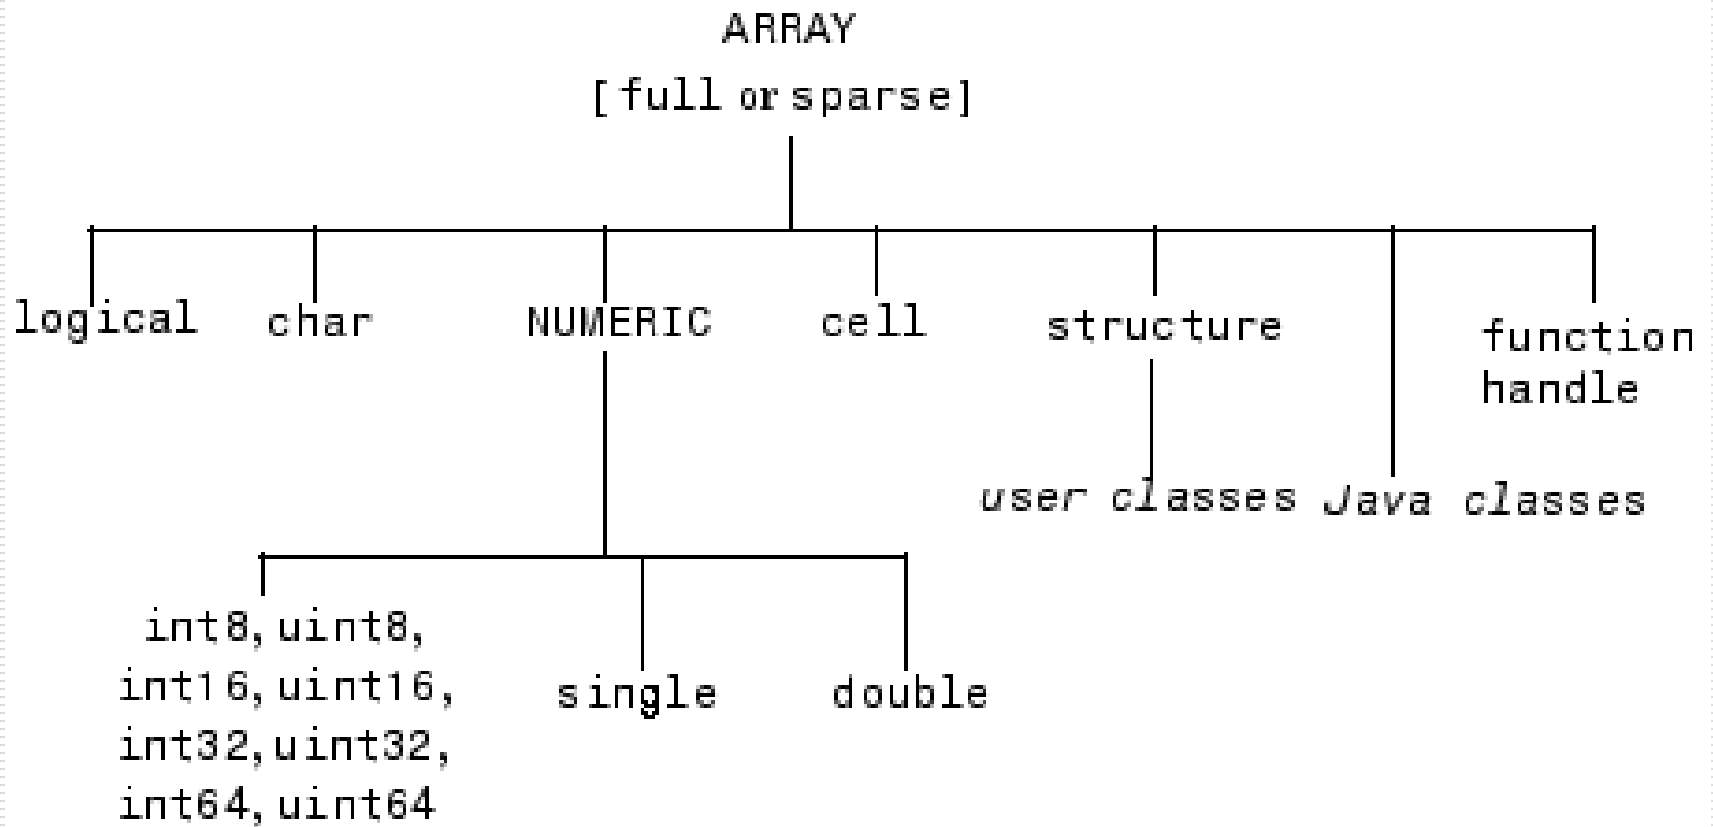 ARRAY
[full or sparse]
logical char NUMERIC cell structure function
handle
user classes Java classes
int8, uint8,
int16, uint16,
single double
int32, uint32,
int64, uint64